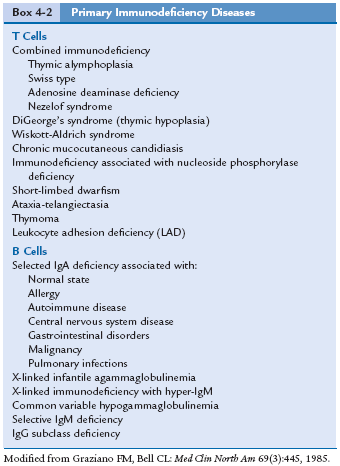 Box 4-2 Primary Immunodeficiency Diseases
T Cells
Combined immunodeficiency
Thymic alymphoplasia
Swiss type
Adenosine deaminase deficiency
Nezelof syndrome
DiGeorge's syndrome (thymic hypoplasia)
Wiskott-Aldrich syndrome
Chronic mucocutaneous candidiasis
Immunodeficiency associated with nucleoside phosphorylase
deficiency
Short-limbed dwarfism
Ataxia-telangiectasia
Thymoma
Leukocyte adhesion deficiency (LAD)
B Cells
Selected IgA deficiency associated with:
Normal state
Allergy
Autoimmune disease
Central nervous system disease
Gastrointestinal disorders
Malignancy
Pulmonary infections
X-linked infantile agammaglobulinemia
X-linked immunodeficiency with hyper-IgM
Common variable hypogammaglobulinemia
Selective IgM deficiency
IgG subclass deficiency
Modified from Graziano FM, Bell CL: Med Clin North Am 69(3):445, 1985.